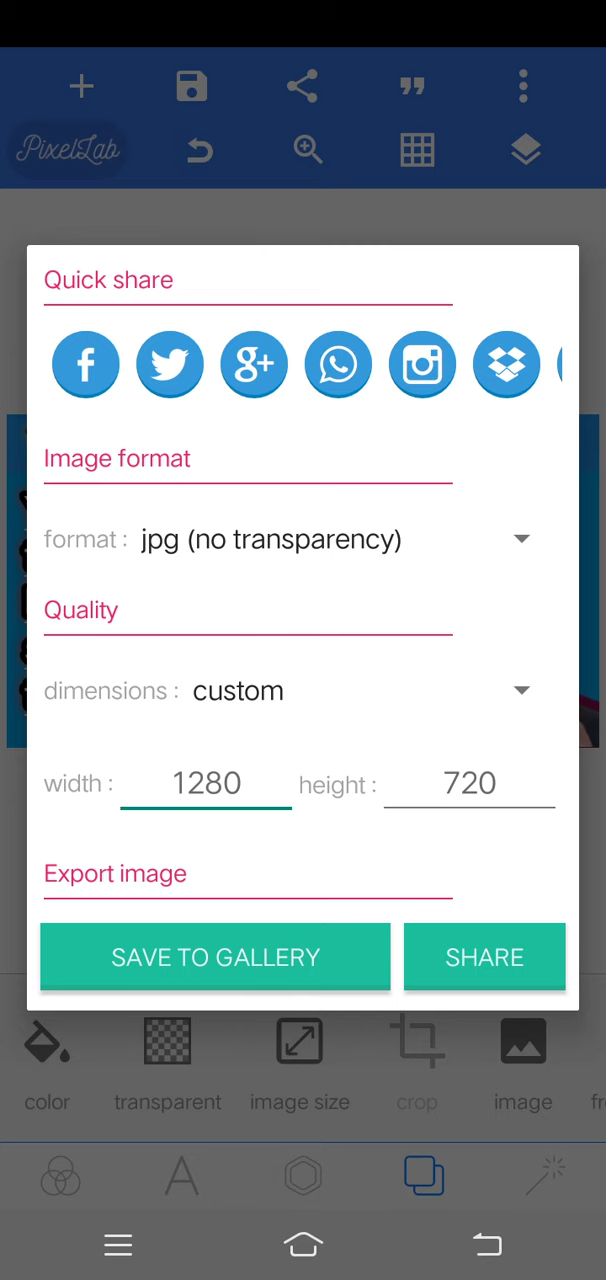 PixelLab
Quick share
Image format
format : jpg (no transparency)
Quality
dimensions : custom
width : 1280 height : 720
Export image
SAVE TO GALLERY SHARE
color transparent image size crop image fr